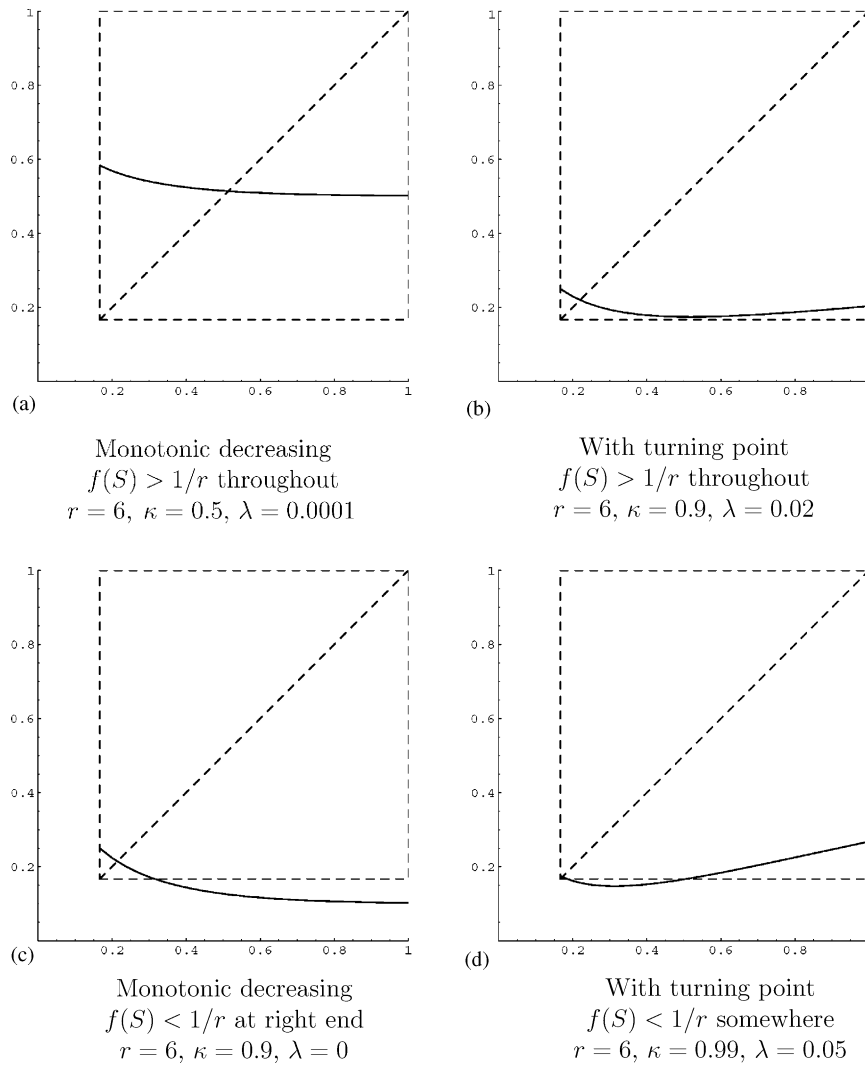 1
0.8
0.6
0.4
0.2
0.2 0.4 0.6 0.8 1
(a)
Monotonic decreasing
f(S) > 1/r throughout
r = 6, κ = 0.5, λ = 0.0001
1
0.8
0.6
0.4
0.2
0.2 0.4 0.6 0.8
(b)
With turning point
f(S) > 1/r throughout
r = 6, κ = 0.9, λ = 0.02
1
0.8
0.6
0.4
0.2
0.2 0.4 0.6 0.8 1
(c)
Monotonic decreasing
f(S) < 1/r at right end
r = 6, κ = 0.9, λ = 0
1
0.8
0.6
0.4
0.2
0.2 0.4 0.6 0.8
(d)
With turning point
f(S) < 1/r somewhere
r = 6, κ = 0.99, λ = 0.05